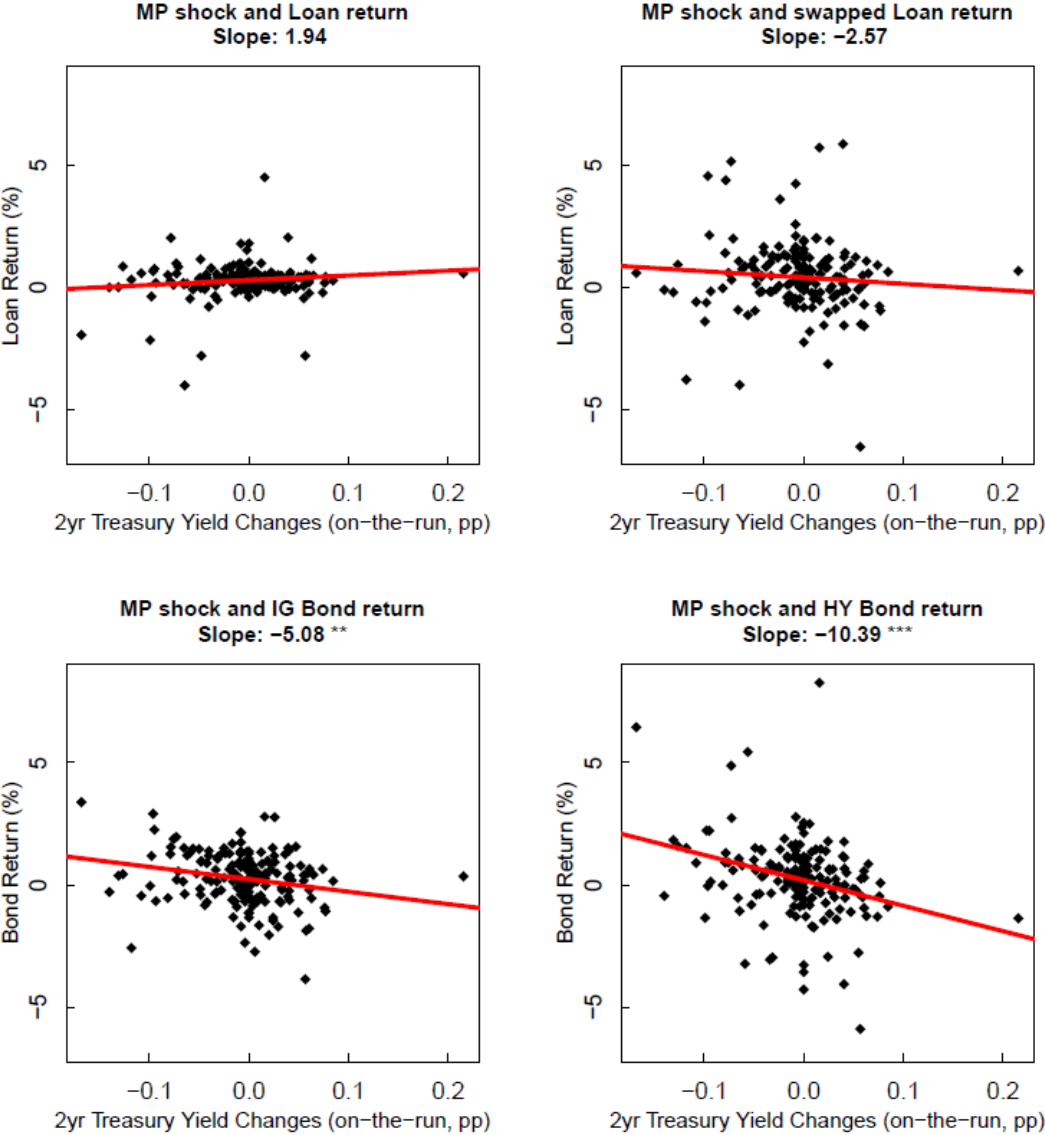 MP shock and Loan return
Slope: 1.94
Loan Return (%)
5
0
−5
−0.1 0.0 0.1 0.2
2yr Treasury Yield Changes (on−the−run, pp)
MP shock and swapped Loan return
Slope: −2.57
Loan Return (%)
5
0
−5
−0.1 0.0 0.1 0.2
2yr Treasury Yield Changes (on−the−run, pp)
MP shock and IG Bond return
Slope: −5.08 **
Bond Return (%)
5
0
−5
−0.1 0.0 0.1 0.2
2yr Treasury Yield Changes (on−the−run, pp)
MP shock and HY Bond return
Slope: −10.39 ***
Bond Return (%)
5
0
−5
−0.1 0.0 0.1 0.2
2yr Treasury Yield Changes (on−the−run, pp)